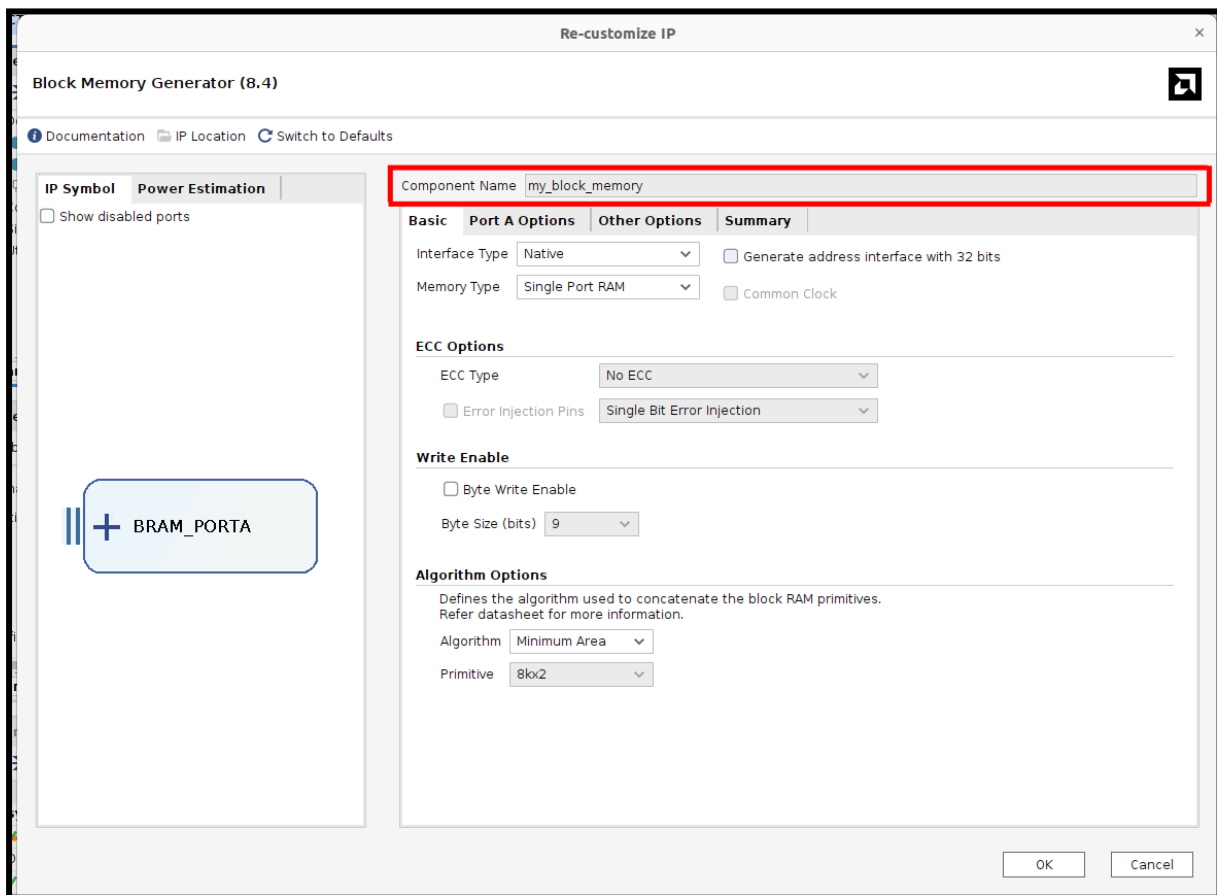 Re-customize IP
Block Memory Generator (8.4)
Documentation IP Location Switch to Defaults
IP Symbol Power Estimation
Show disabled ports
BRAM_PORTA
Component Name my_block_memory
Basic Port A Options Other Options Summary
Interface Type Native Generate address interface with 32 bits
Memory Type Single Port RAM Common Clock
ECC Options
ECC Type No ECC
Error Injection Pins Single Bit Error Injection
Write Enable
Byte Write Enable
Byte Size (bits) 9
Algorithm Options
Defines the algorithm used to concatenate the block RAM primitives.
Refer datasheet for more information.
Algorithm Minimum Area
Primitive 8kx2
OK Cancel